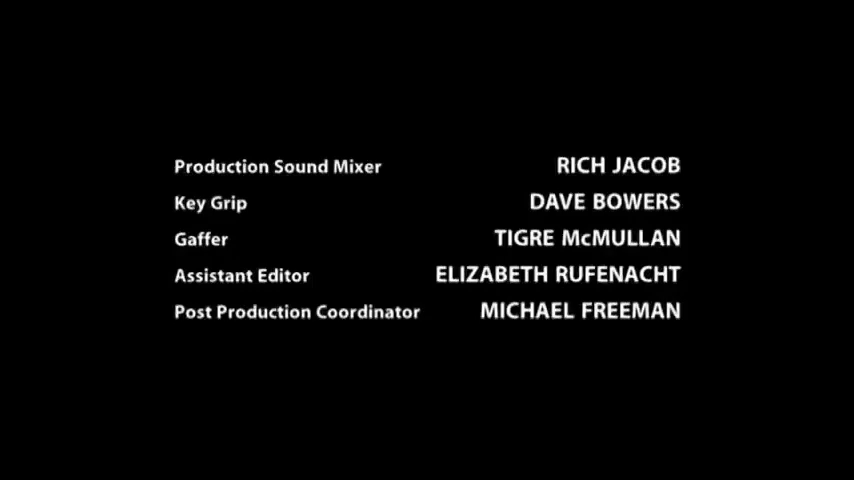 Production Sound Mixer RICH JACOB
Key Grip DAVE BOWERS
Gaffer TIGRE McMULLAN
Assistant Editor ELIZABETH RUFENACHT
Post Production Coordinator MICHAEL FREEMAN